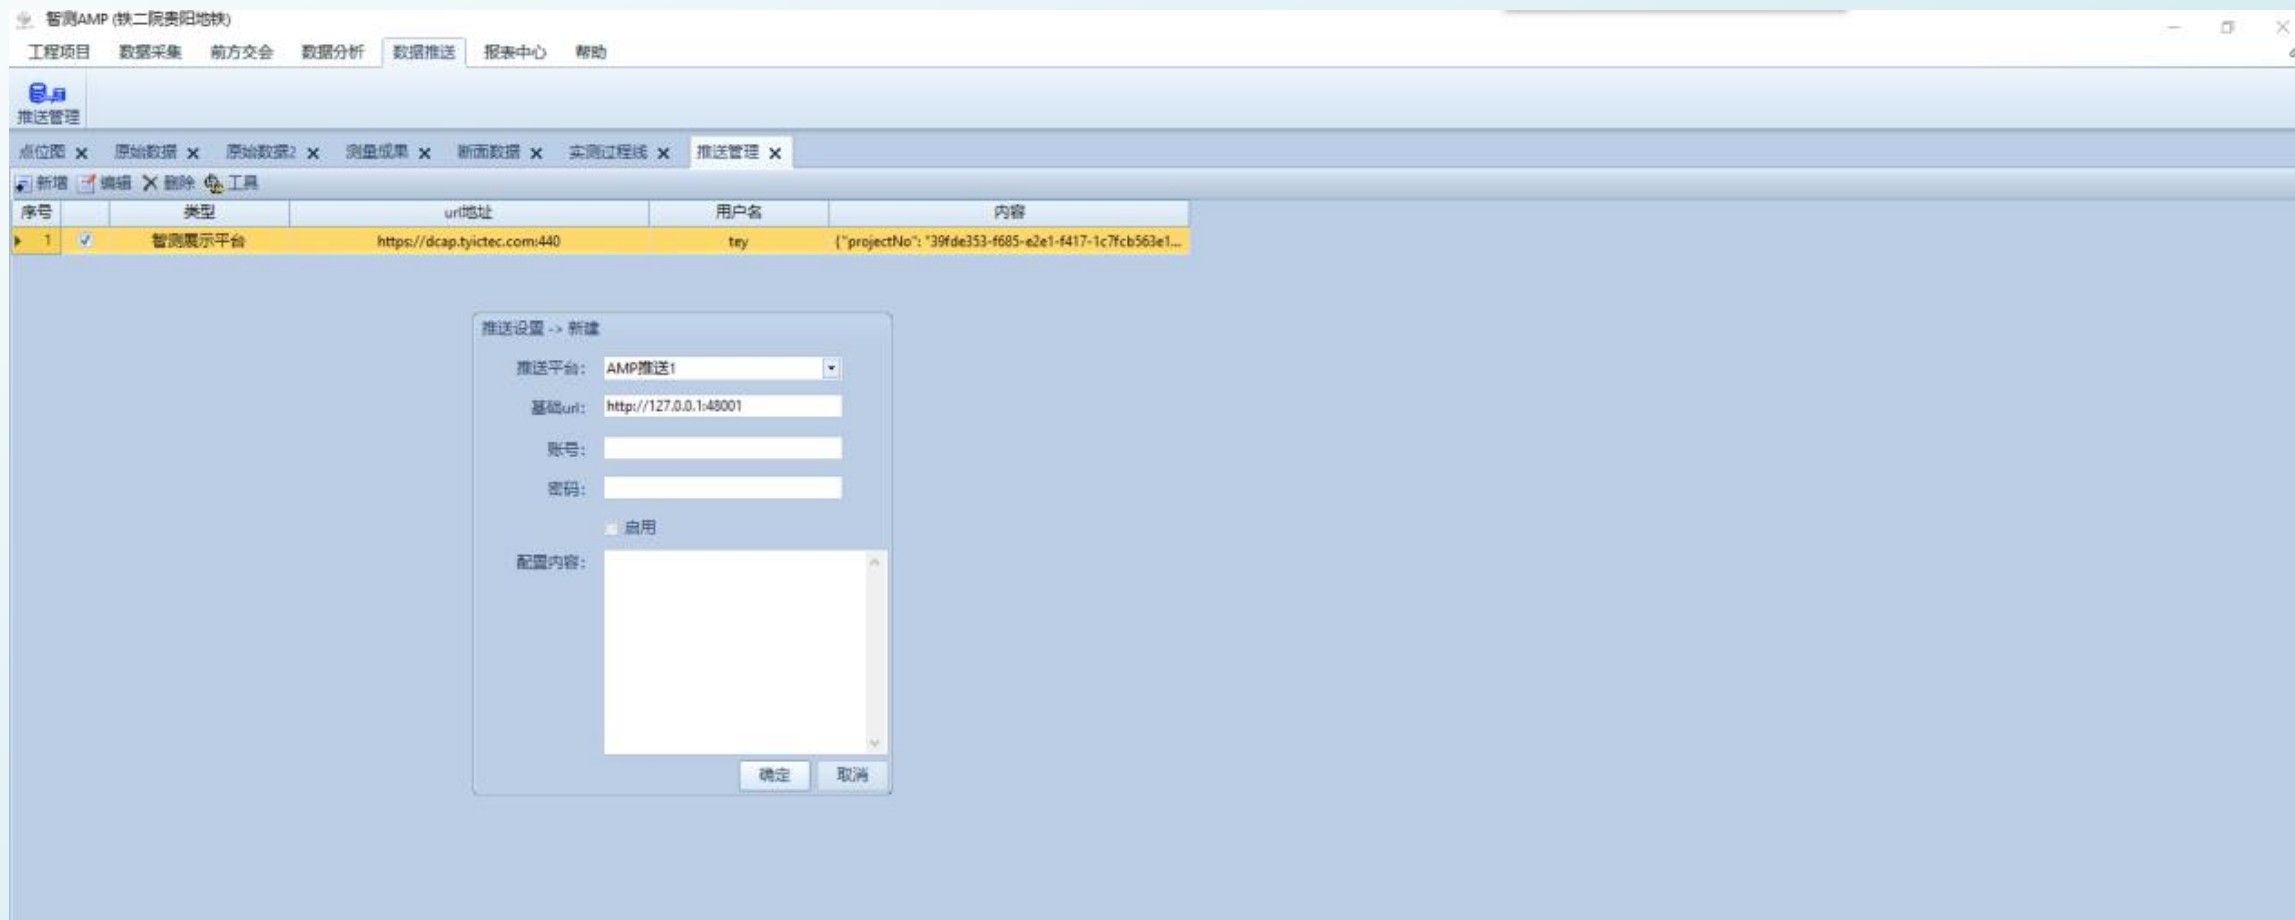 智测AMP (铁二院贵阳地铁)
工程项目 数据采集 前方交会 数据分析 数据推送 报表中心 帮助
推送管理
点位图 原始数据 原始数据2 测量成果 断面数据 实测过程线 推送管理
新增 编辑 删除 工具
序号 类型 url地址 用户名 内容
1 智测展示平台 https://dcap.tyictec.com:440 tey {"projectNo": "39fde353-f685-e2e1-f417-1c7fcb563e1...
推送设置 -> 新建
推送平台: AMP推送1
基础url: http://127.0.0.1:48001
账号:
密码:
启用
配置内容:
确定 取消